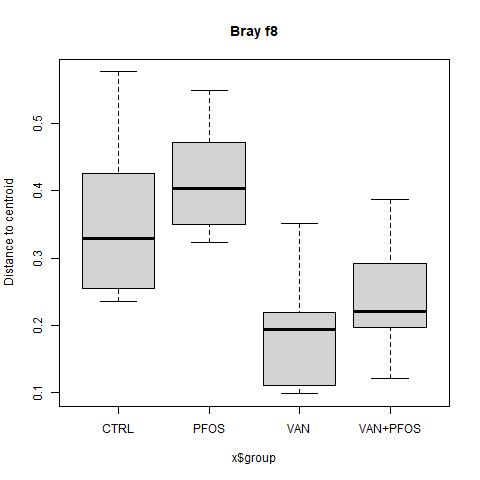 Bray f8
Distance to centroid
0.5
0.4
0.3
0.2
0.1
CTRL PFOS VAN VAN+PFOS
x$group